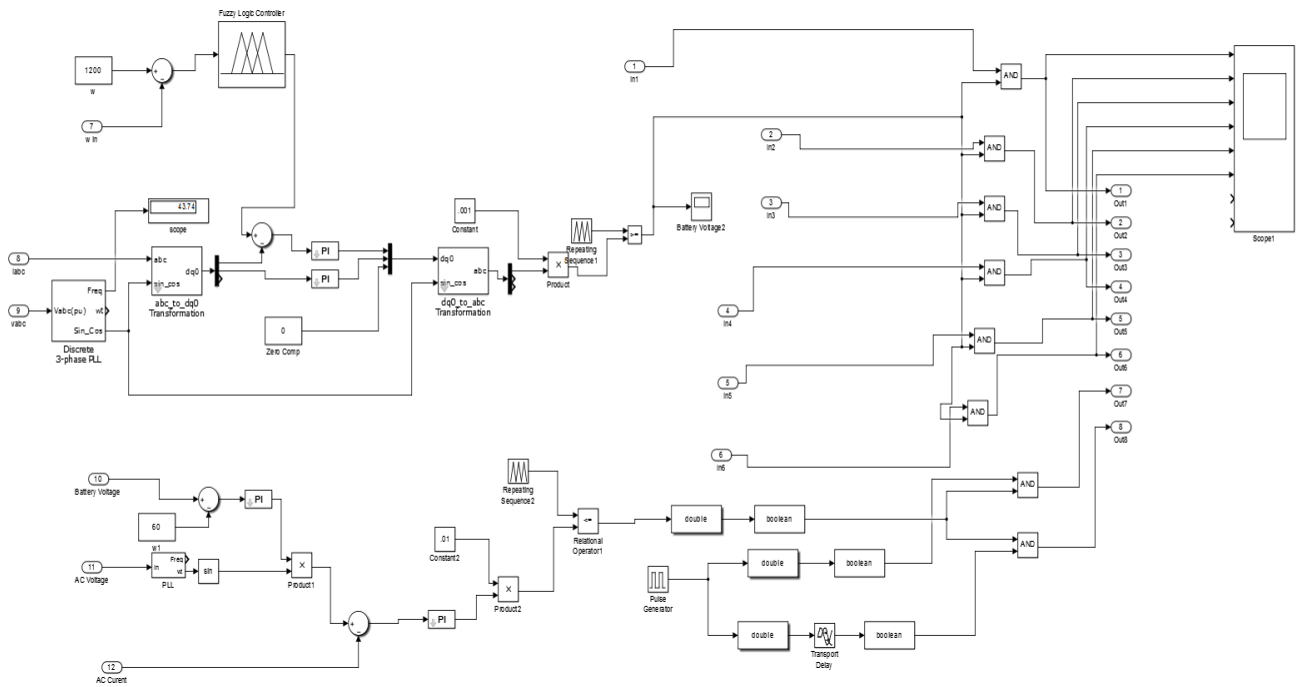 Fuzzy Logic Controller
1200
w
7
w in
43.74
scope
8
Iabc
9
vabc
Vabc(pu)
Freq
wt
Sin_Cos
Discrete
3-phase PLL
abc
sin_cos
dq0
abc_to_dq0
Transformation
PI
PI
0
Zero Comp
dq0
sin_cos
abc
dq0_to_abc
Transformation
.001
Constant
×
Product
Repeating
Sequence1
>=
Battery Voltage2
1
In1
2
In2
3
In3
4
In4
5
In5
6
In6
AND
AND
AND
AND
AND
AND
Scope1
1
Out1
2
Out2
3
Out3
4
Out4
5
Out5
6
Out6
7
Out7
8
Out8
10
Battery Voltage
60
w1
PI
11
AC Voltage
In
Freq
wt
PLL
sin
×
Product1
12
AC Curent
PI
.01
Constant2
×
Product2
Repeating
Sequence2
<=
Relational
Operator1
double
boolean
Pulse
Generator
double
boolean
double
Transport
Delay
boolean
AND
AND